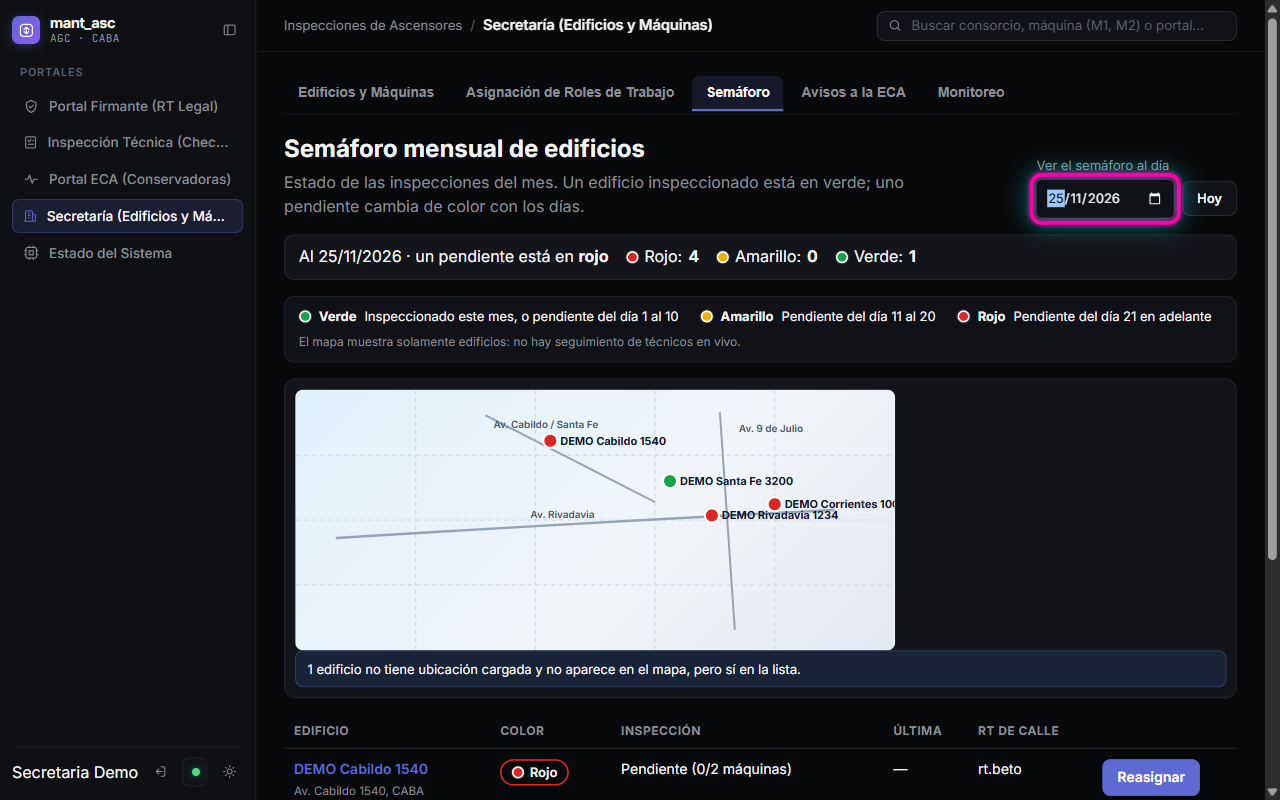 mant_asc
AGC · CABA
PORTALES
Portal Firmante (RT Legal)
Inspección Técnica (Chec...
Portal ECA (Conservadoras)
Secretaría (Edificios y Má...
Estado del Sistema
Secretaria Demo
Inspecciones de Ascensores / Secretaría (Edificios y Máquinas)
Buscar consorcio, máquina (M1, M2) o portal...
Edificios y Máquinas Asignación de Roles de Trabajo Semáforo Avisos a la ECA Monitoreo
Semáforo mensual de edificios
Estado de las inspecciones del mes. Un edificio inspeccionado está en verde; uno
pendiente cambia de color con los días.
Ver el semáforo al día
25/11/2026 Hoy
Al 25/11/2026 · un pendiente está en rojo Rojo: 4 Amarillo: 0 Verde: 1
Verde Inspeccionado este mes, o pendiente del día 1 al 10 Amarillo Pendiente del día 11 al 20 Rojo Pendiente del día 21 en adelante
El mapa muestra solamente edificios: no hay seguimiento de técnicos en vivo.
Av. Cabildo / Santa Fe
Av. 9 de Julio
DEMO Cabildo 1540
DEMO Santa Fe 3200
DEMO Corrientes 100
Av. Rivadavia
DEMO Rivadavia 1234
1 edificio no tiene ubicación cargada y no aparece en el mapa, pero sí en la lista.
EDIFICIO COLOR INSPECCIÓN ÚLTIMA RT DE CALLE
DEMO Cabildo 1540 Rojo Pendiente (0/2 máquinas) — rt.beto Reasignar
Av. Cabildo 1540, CABA